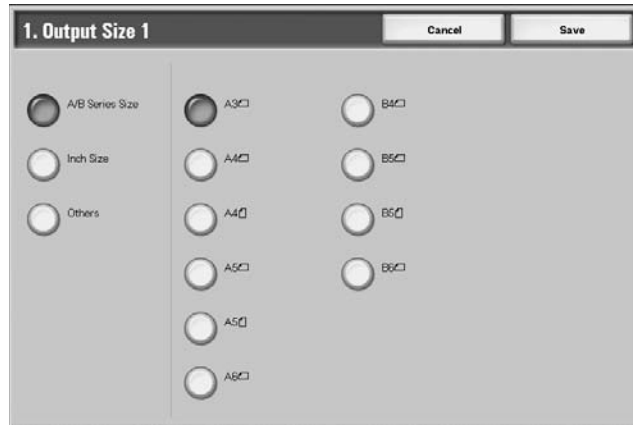 1. Output Size 1
Cancel
Save
A/B Series Size
Inch Size
Others
A3
A4
A4
A5
A5
A6
B4
B5
B5
B6